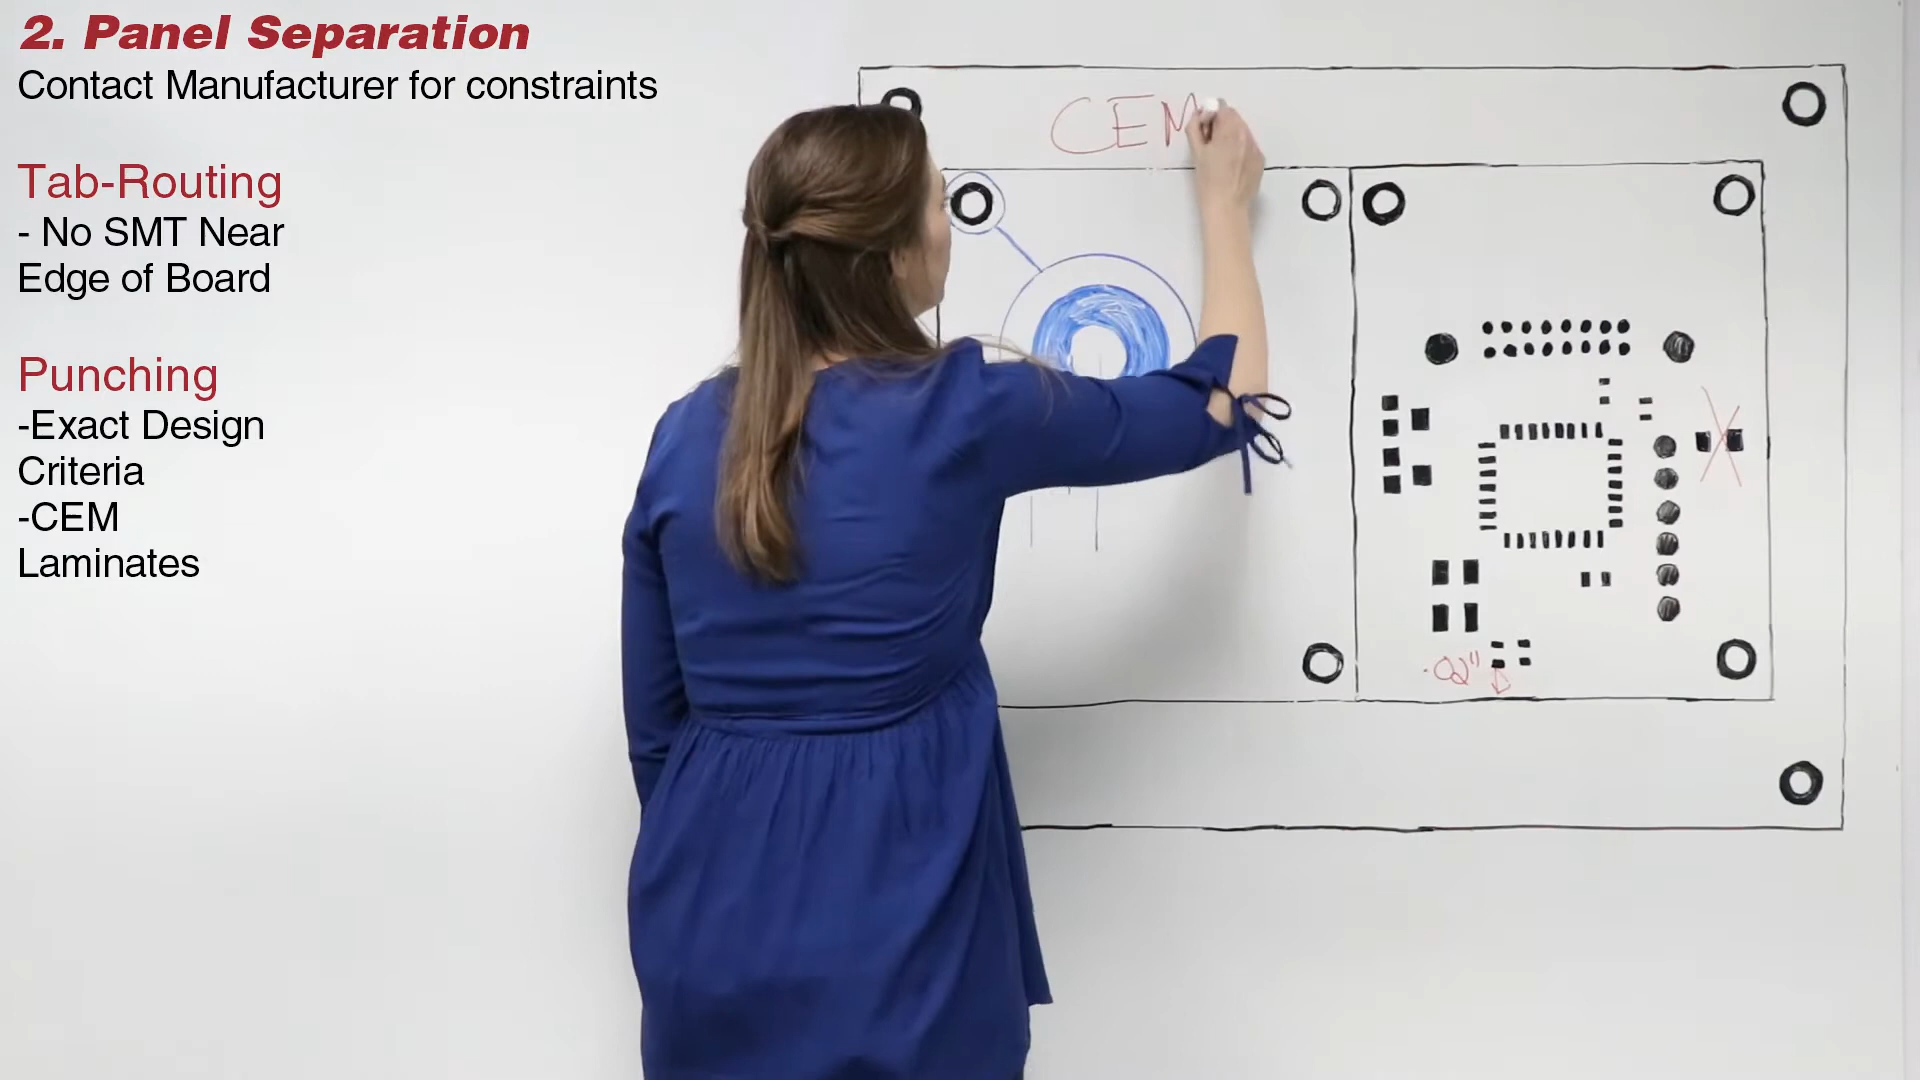 2. Panel Separation
Contact Manufacturer for constraints
Tab-Routing
- No SMT Near
Edge of Board
Punching
-Exact Design
Criteria
-CEM
Laminates
CEM
.02"